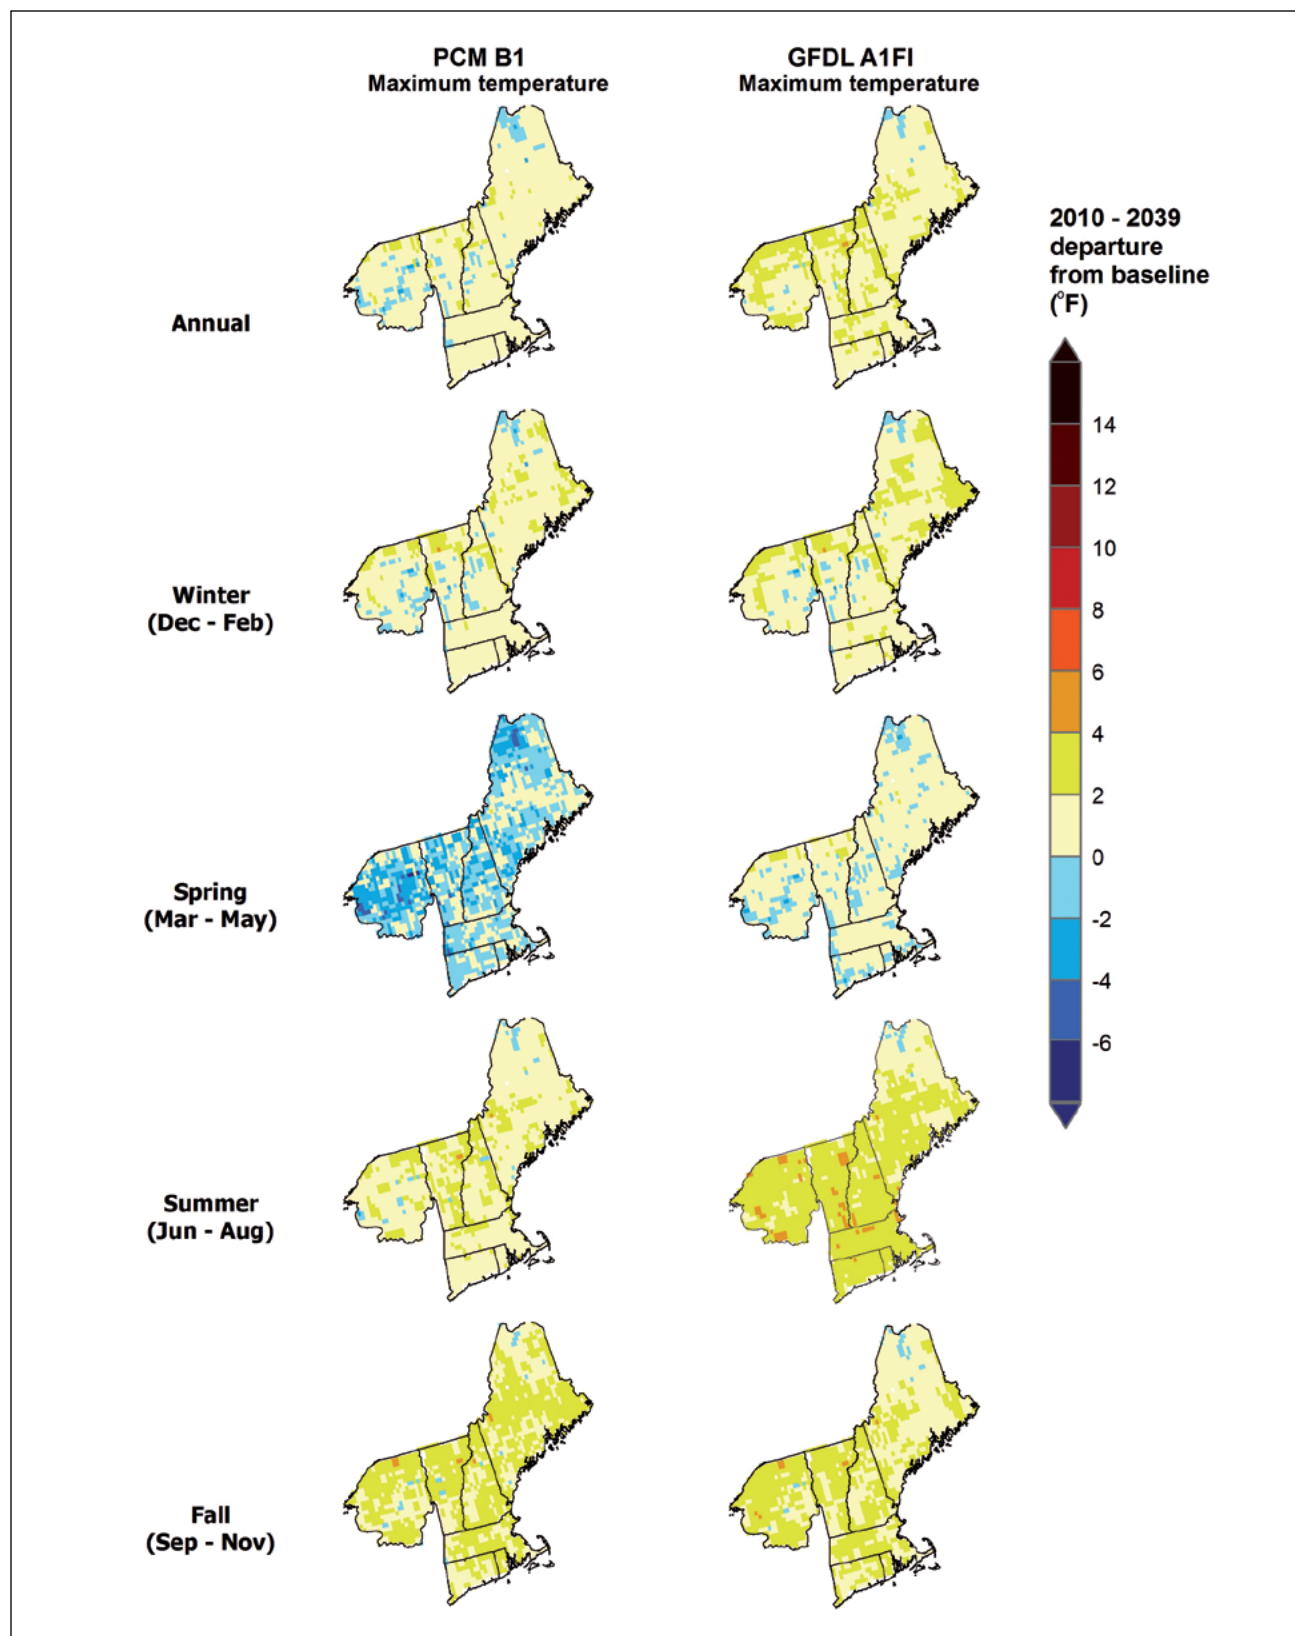 PCM B1
Maximum temperature
GFDL A1FI
Maximum temperature
2010 - 2039
departure
from baseline
(°F)
Annual
Winter
(Dec - Feb)
Spring
(Mar - May)
Summer
(Jun - Aug)
Fall
(Sep - Nov)
14
12
10
8
6
4
2
0
-2
-4
-6